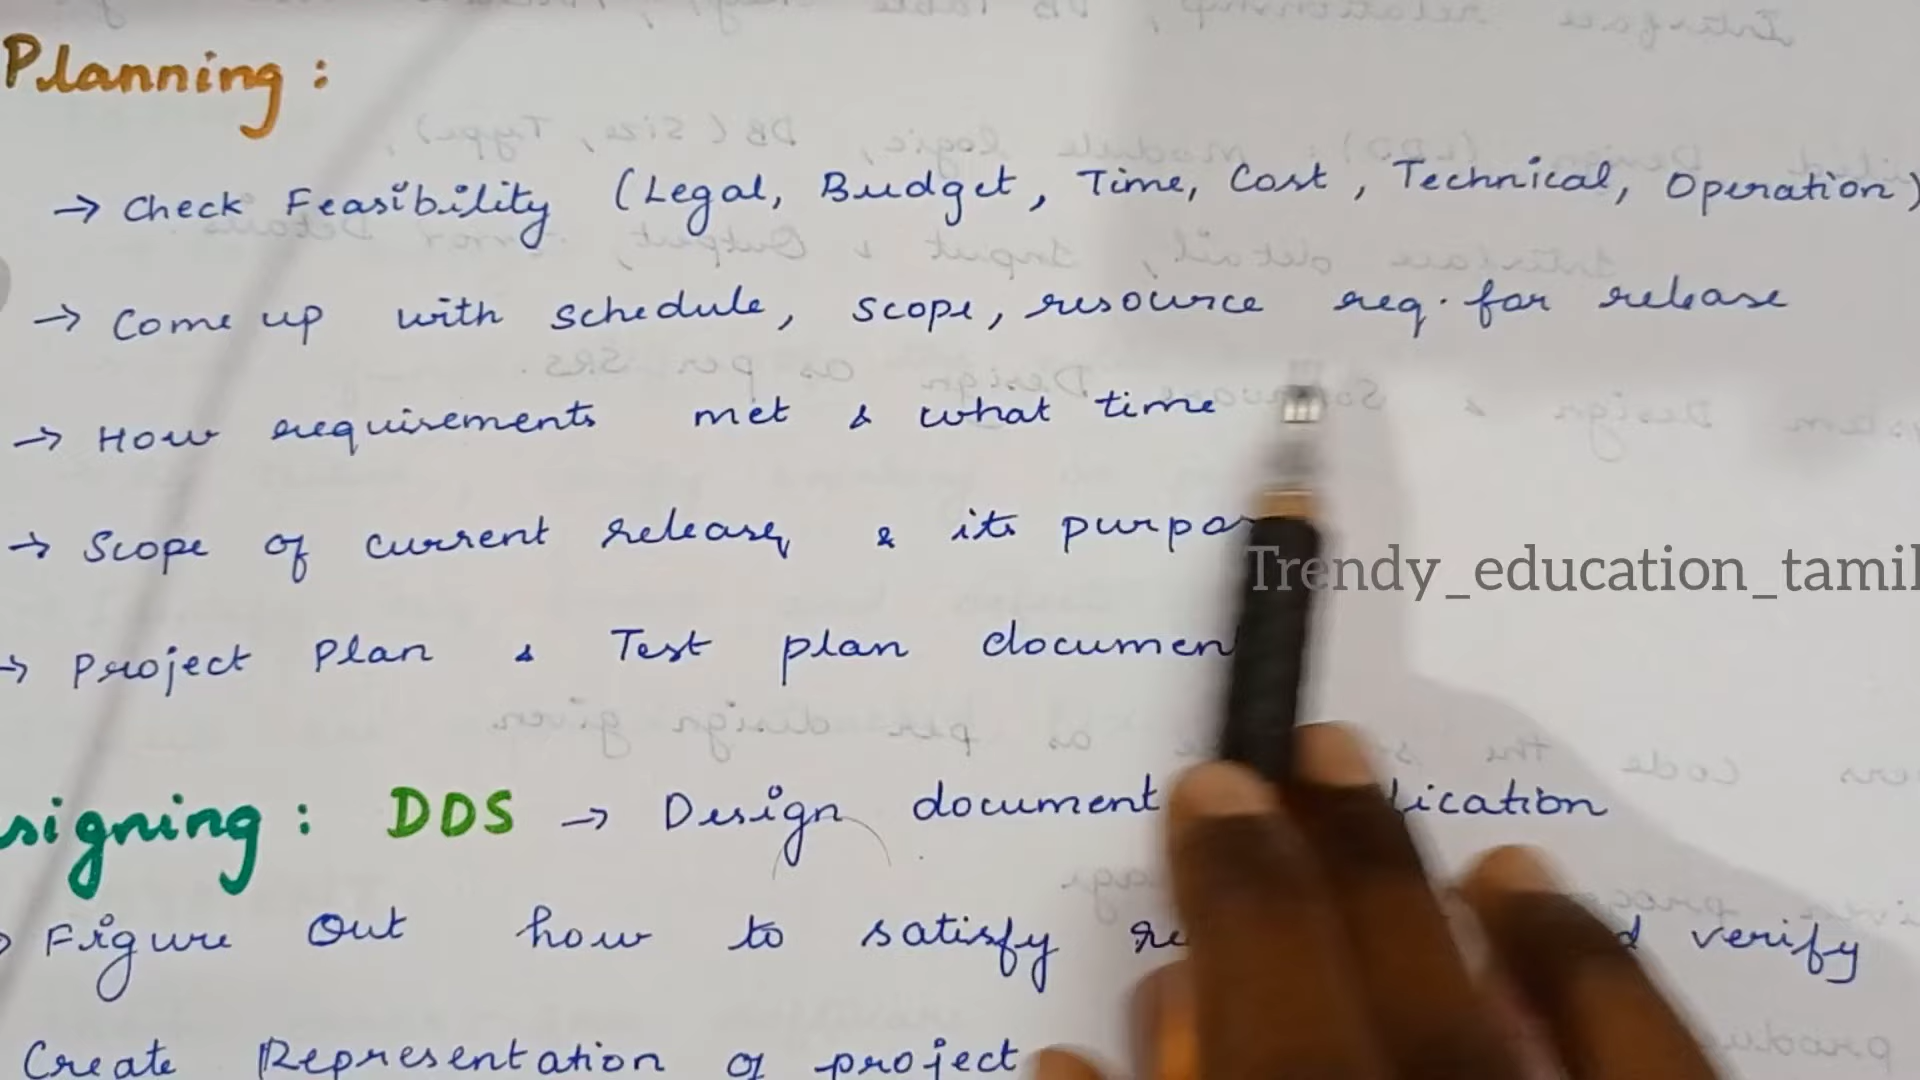 Planning :
→ Check Feasibility (Legal, Budget, Time, Cost, Technical, Operation)
→ Come up with schedule, scope, resource req. for release
→ How requirements met & what time
→ Scope of current release, & its
Trendy_education_tamil
→ Project Plan & Test plan
signing : DDS → Design document
→ Figure out how to satisfy verify
Create Representation of project